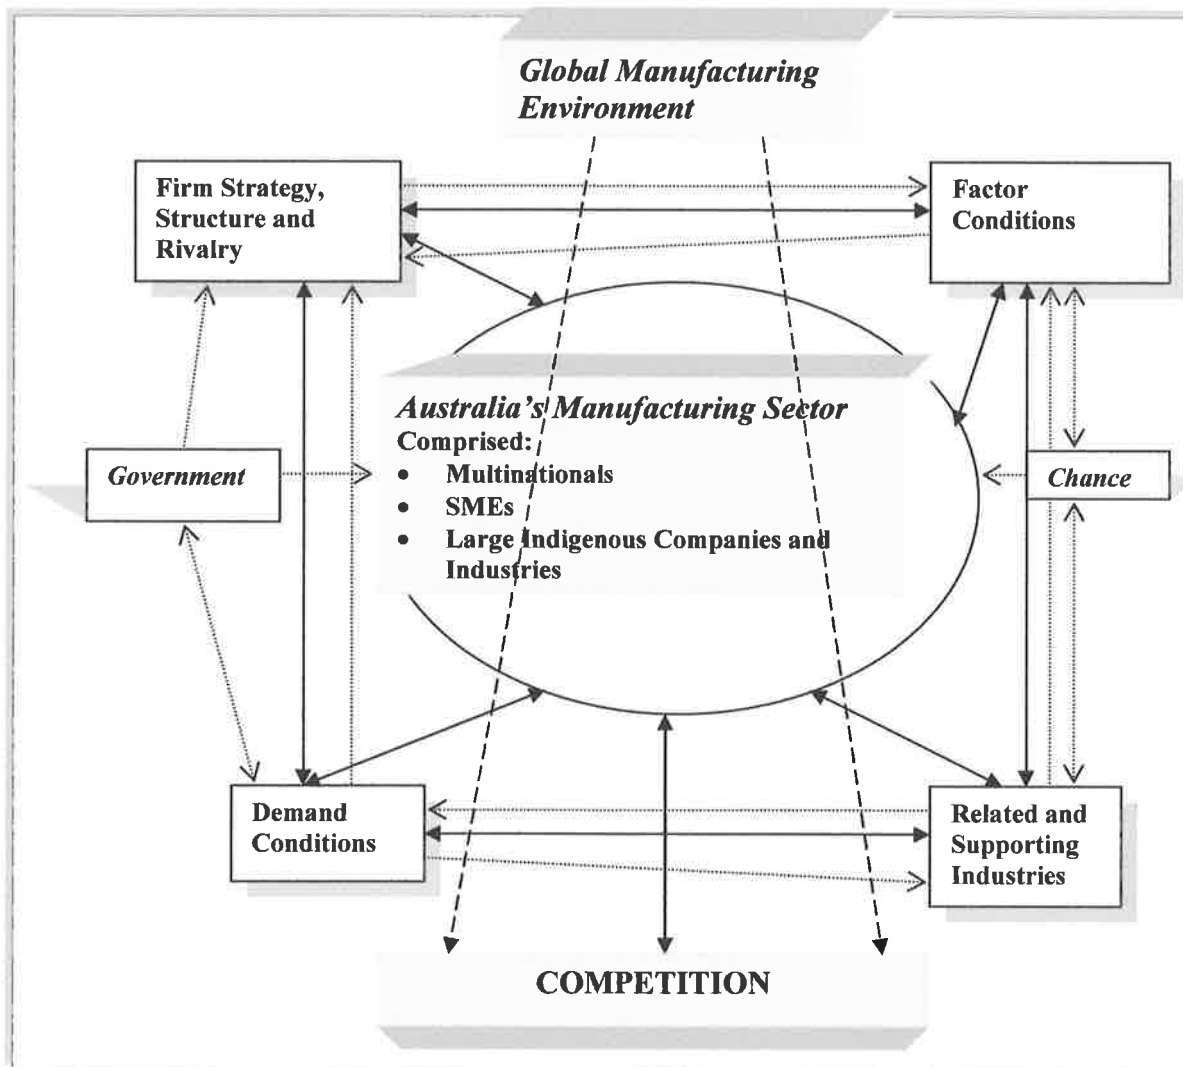 Global Manufacturing
Environment
Firm Strategy,
Structure and
Rivalry
Factor
Conditions
Australia's Manufacturing Sector
Comprised:
• Multinationals
• SMEs
• Large Indigenous Companies and
Industries
Government
Chance
Demand
Conditions
Related and
Supporting
Industries
COMPETITION